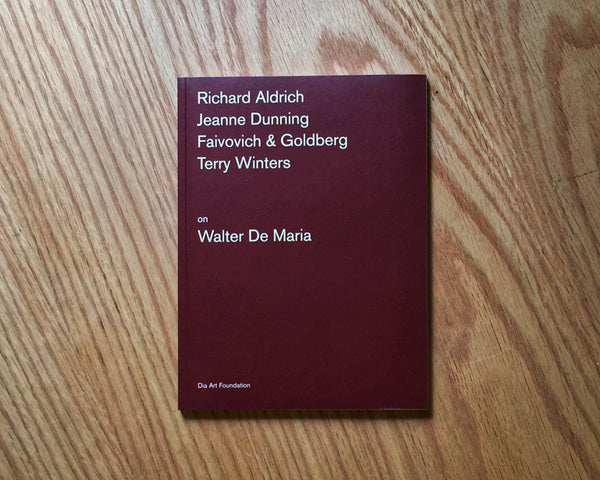 Richard Aldrich
Jeanne Dunning
Faivovich & Goldberg
Terry Winters
on
Walter De Maria
Dia Art Foundation